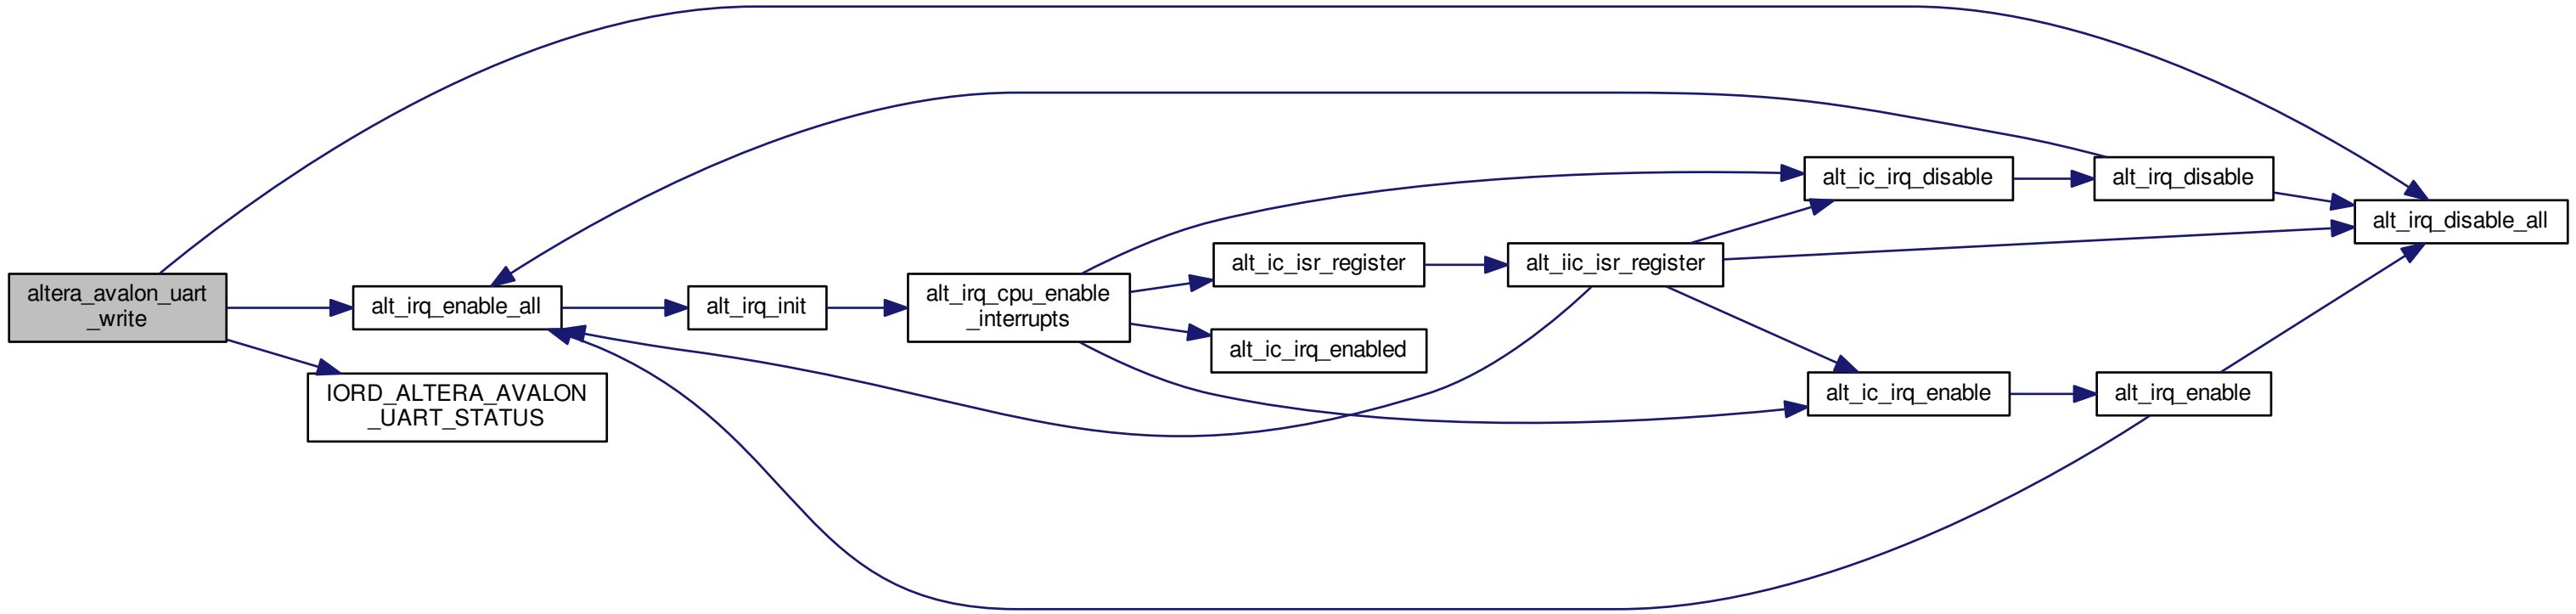 altera_avalon_uart
_write
alt_irq_enable_all
IORD_ALTERA_AVALON
_UART_STATUS
alt_irq_init
alt_irq_cpu_enable
_interrupts
alt_ic_isr_register
alt_ic_irq_enabled
alt_iic_isr_register
alt_ic_irq_disable
alt_ic_irq_enable
alt_irq_disable
alt_irq_enable
alt_irq_disable_all